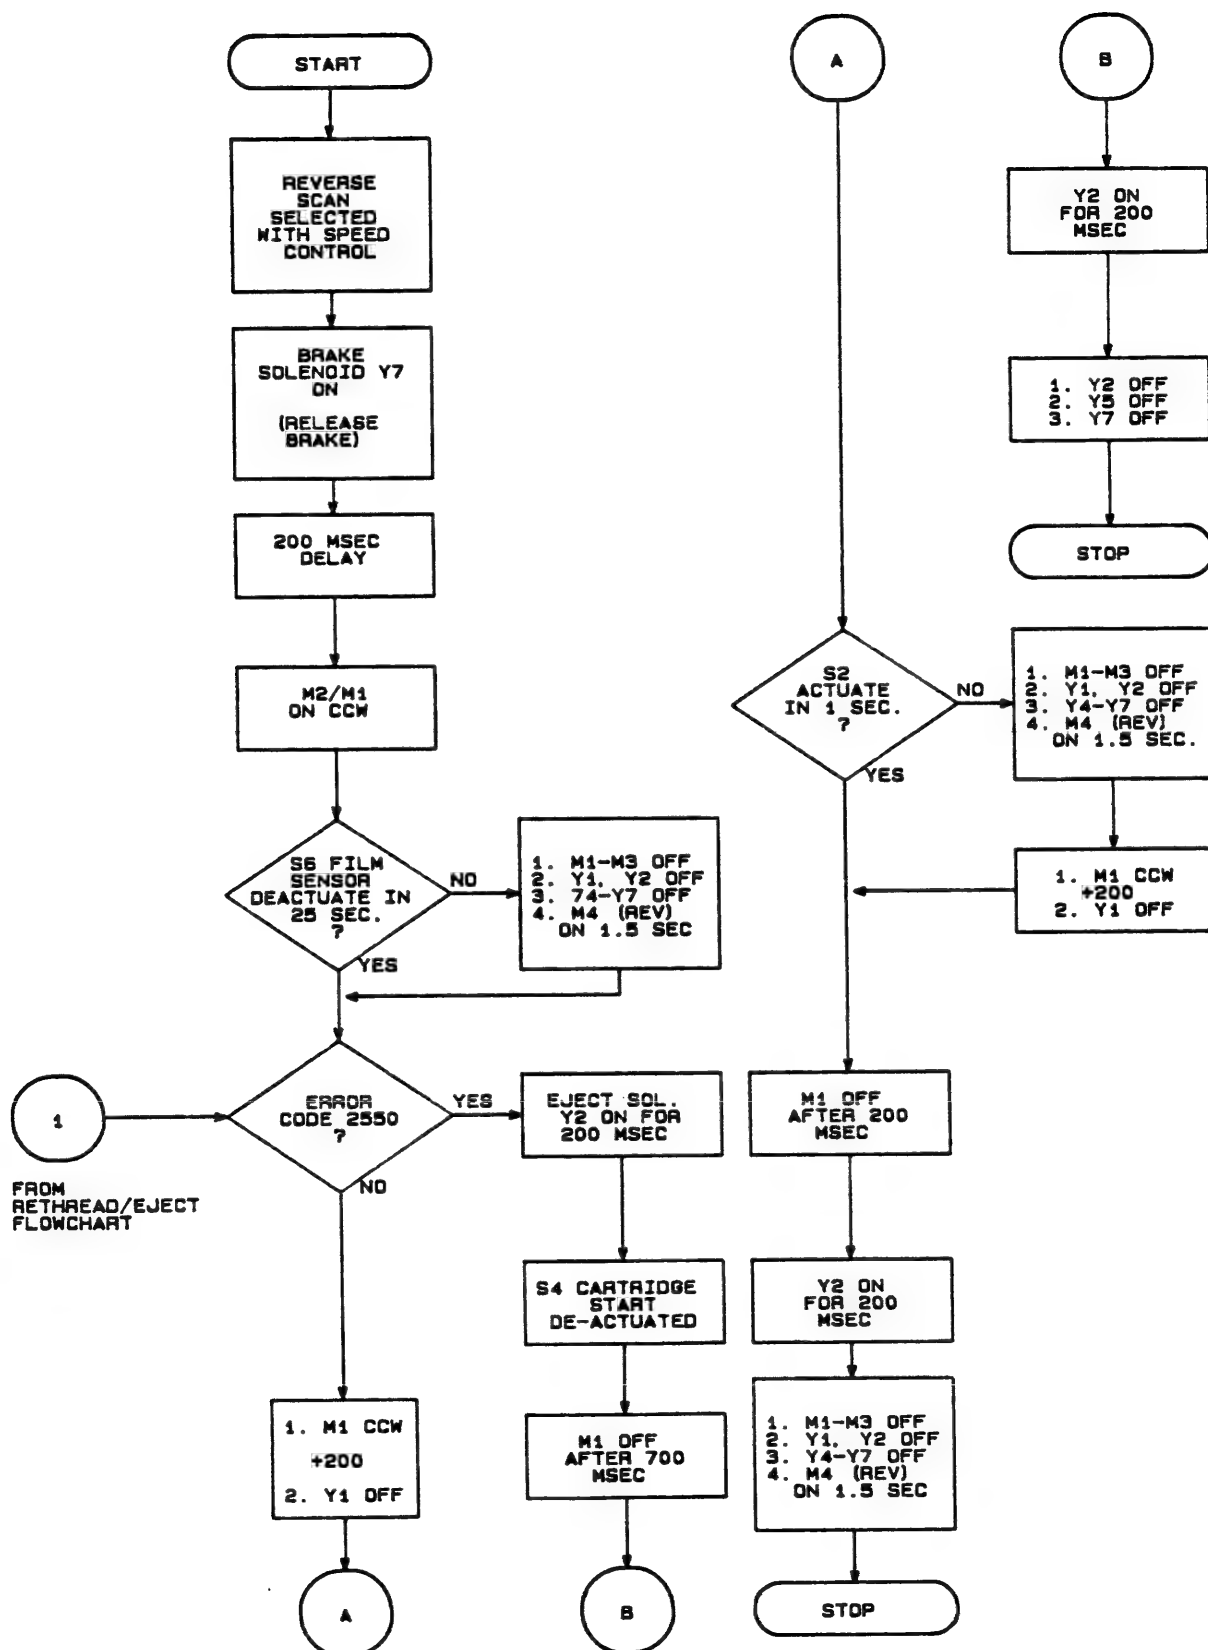 START
REVERSE
SCAN
SELECTED
WITH SPEED
CONTROL
BRAKE
SOLENOID Y7
ON
(RELEASE
BRAKE)
200 MSEC
DELAY
M2/M1
ON CCW
S6 FILM
SENSOR
DEACTUATE IN
25 SEC.
?
NO
YES
1. M1-M3 OFF
2. Y1, Y2 OFF
3. 74-Y7 OFF
4. M4 (REV)
ON 1.5 SEC
1
FROM
RETHREAD/EJECT
FLOWCHART
ERROR
CODE 2550
?
YES
NO
EJECT SOL.
Y2 ON FOR
200 MSEC
S4 CARTRIDGE
START
DE-ACTUATED
M1 OFF
AFTER 700
MSEC
B
1. M1 CCW
+200
2. Y1 OFF
A
A
S2
ACTUATE
IN 1 SEC.
?
NO
YES
1. M1-M3 OFF
2. Y1, Y2 OFF
3. Y4-Y7 OFF
4. M4 (REV)
ON 1.5 SEC.
1. M1 CCW
+200
2. Y1 OFF
M1 OFF
AFTER 200
MSEC
Y2 ON
FOR 200
MSEC
1. M1-M3 OFF
2. Y1, Y2 OFF
3. Y4-Y7 OFF
4. M4 (REV)
ON 1.5 SEC
STOP
B
Y2 ON
FOR 200
MSEC
1. Y2 OFF
2. Y5 OFF
3. Y7 OFF
STOP